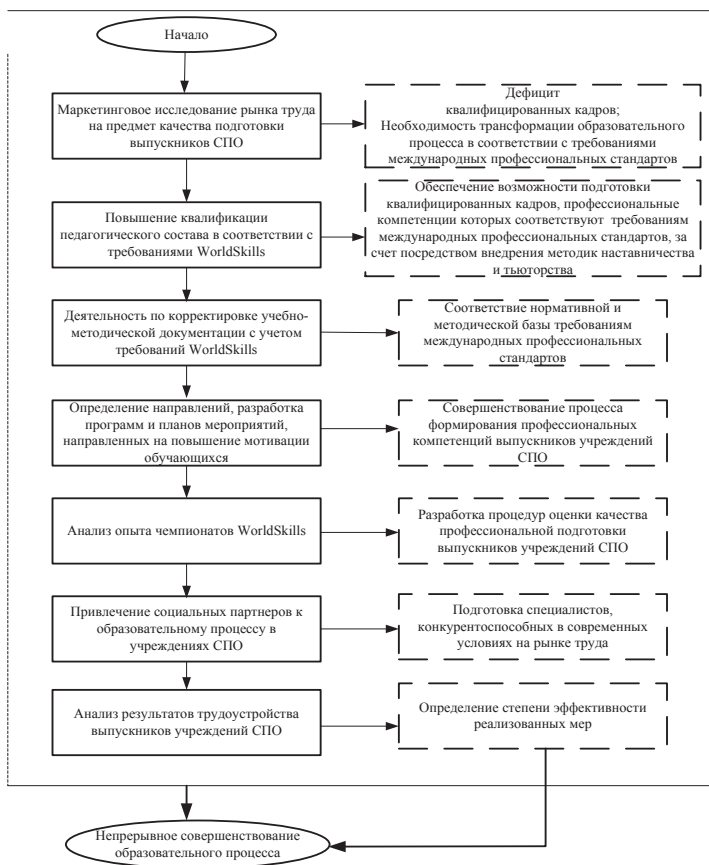 Начало
Маркетинговое исследование рынка труда
на предмет качества подготовки
выпускников СПО
Дефицит
квалифицированных кадров;
Необходимость трансформации образовательного
процесса в соответствии с требованиями
международных профессиональных стандартов
Повышение квалификации
педагогического состава в соответствии с
требованиями WorldSkills
Обеспечение возможности подготовки
квалифицированных кадров, профессиональные
компетенции которых соответствуют требованиям
международных профессиональных стандартов, за
счет посредством внедрения методик наставничества
и тьюторства
Деятельность по корректировке учебно-
методической документации с учетом
требований WorldSkills
Соответствие нормативной и
методической базы требованиям
международных профессиональных
стандартов
Определение направлений, разработка
программ и планов мероприятий,
направленных на повышение мотивации
обучающихся
Совершенствование процесса
формирования профессиональных
компетенций выпускников учреждений
СПО
Анализ опыта чемпионатов WorldSkills
Разработка процедур оценки качества
профессиональной подготовки
выпускников учреждений СПО
Привлечение социальных партнеров к
образовательному процессу в
учреждениях СПО
Подготовка специалистов,
конкурентоспособных в современных
условиях на рынке труда
Анализ результатов трудоустройства
выпускников учреждений СПО
Определение степени эффективности
реализованных мер
Непрерывное совершенствование
образовательного процесса